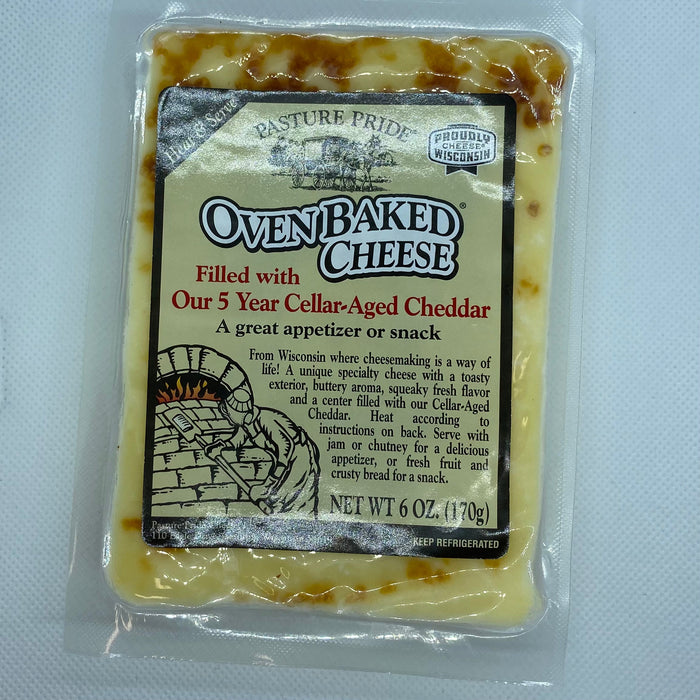 Heat & Serve
PASTURE PRIDE®
PROUDLY
WISCONSIN
CHEESE®
OVEN BAKED®
CHEESE
Filled with
Our 5 Year Cellar-Aged Cheddar
A great appetizer or snack
From Wisconsin where cheesemaking is a way of
life! A unique specialty cheese with a toasty
exterior, buttery aroma, squeaky fresh flavor
and a center filled with our Cellar-Aged
Cheddar. Heat according to
instructions on back. Serve with
jam or chutney for a delicious
appetizer, or fresh fruit and
crusty bread for a snack.
NET WT 6 OZ. (170g)
Pasture Pride
110
KEEP REFRIGERATED